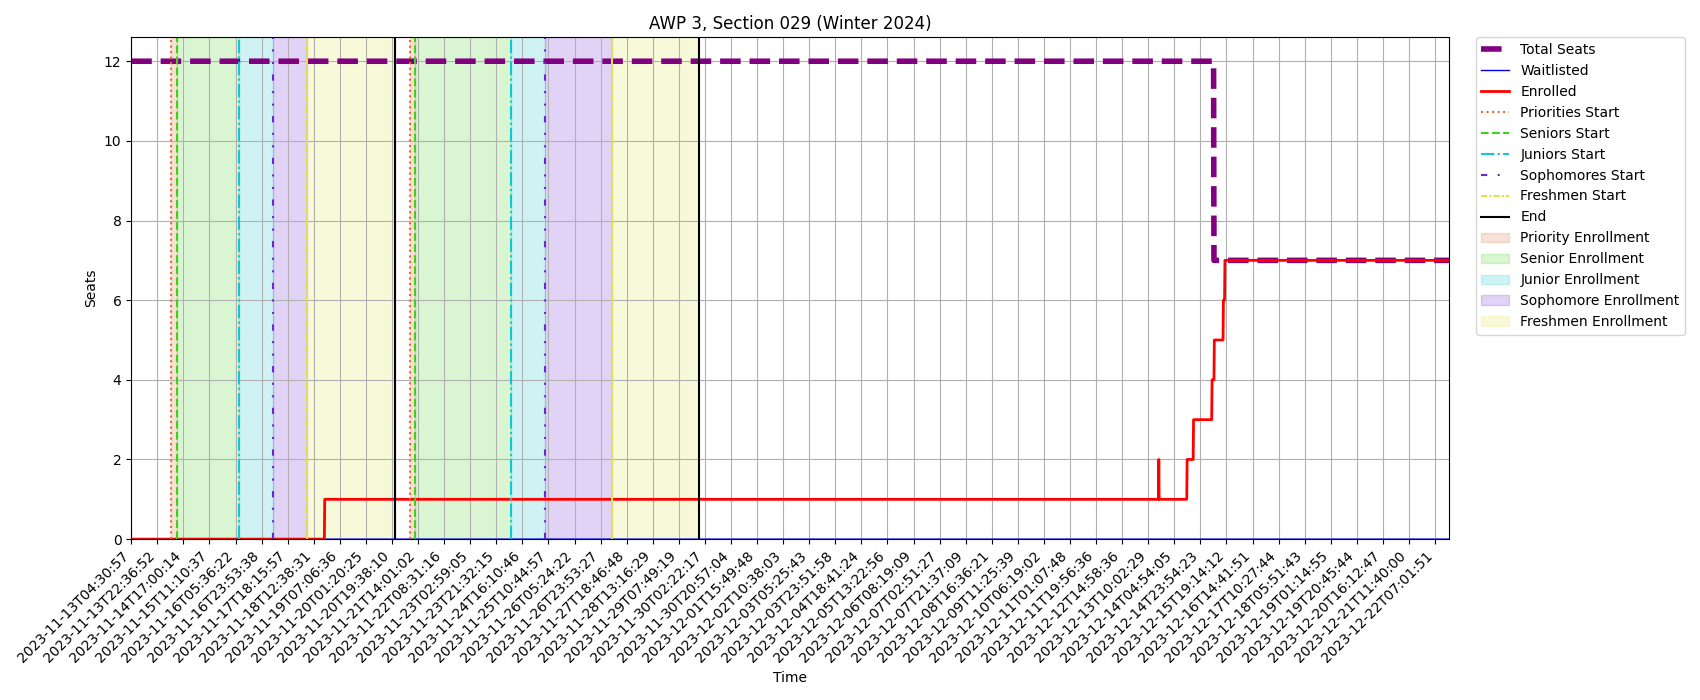 AWP 3, Section 029 (Winter 2024)
12
10
8
6
4
2
0
Seats
2023-11-13T04:30:57
2023-11-13T22:36:52
2023-11-14T17:00:14
2023-11-15T11:10:37
2023-11-16T05:36:22
2023-11-16T23:53:38
2023-11-17T18:15:57
2023-11-18T12:38:31
2023-11-19T07:06:36
2023-11-20T01:20:25
2023-11-20T19:38:10
2023-11-21T14:01:02
2023-11-22T08:31:16
2023-11-23T02:59:05
2023-11-23T21:32:15
2023-11-24T16:10:46
2023-11-25T10:44:57
2023-11-26T05:24:22
2023-11-26T23:53:27
2023-11-27T18:46:48
2023-11-28T13:16:29
2023-11-29T07:49:19
2023-11-30T02:22:17
2023-11-30T20:57:04
2023-12-01T15:49:48
2023-12-02T10:38:03
2023-12-03T05:25:43
2023-12-03T23:51:58
2023-12-04T18:41:24
2023-12-05T13:22:56
2023-12-06T08:19:09
2023-12-07T02:51:27
2023-12-07T21:37:09
2023-12-08T16:36:21
2023-12-09T11:25:39
2023-12-10T06:19:02
2023-12-11T01:07:48
2023-12-11T19:56:36
2023-12-12T14:58:36
2023-12-13T10:02:29
2023-12-14T04:54:05
2023-12-14T23:54:23
2023-12-15T19:14:12
2023-12-16T14:41:51
2023-12-17T10:27:44
2023-12-18T05:51:43
2023-12-19T01:14:55
2023-12-19T20:45:44
2023-12-20T16:12:47
2023-12-21T11:40:00
2023-12-22T07:01:51
Time
Total Seats
Waitlisted
Enrolled
Priorities Start
Seniors Start
Juniors Start
Sophomores Start
Freshmen Start
End
Priority Enrollment
Senior Enrollment
Junior Enrollment
Sophomore Enrollment
Freshmen Enrollment